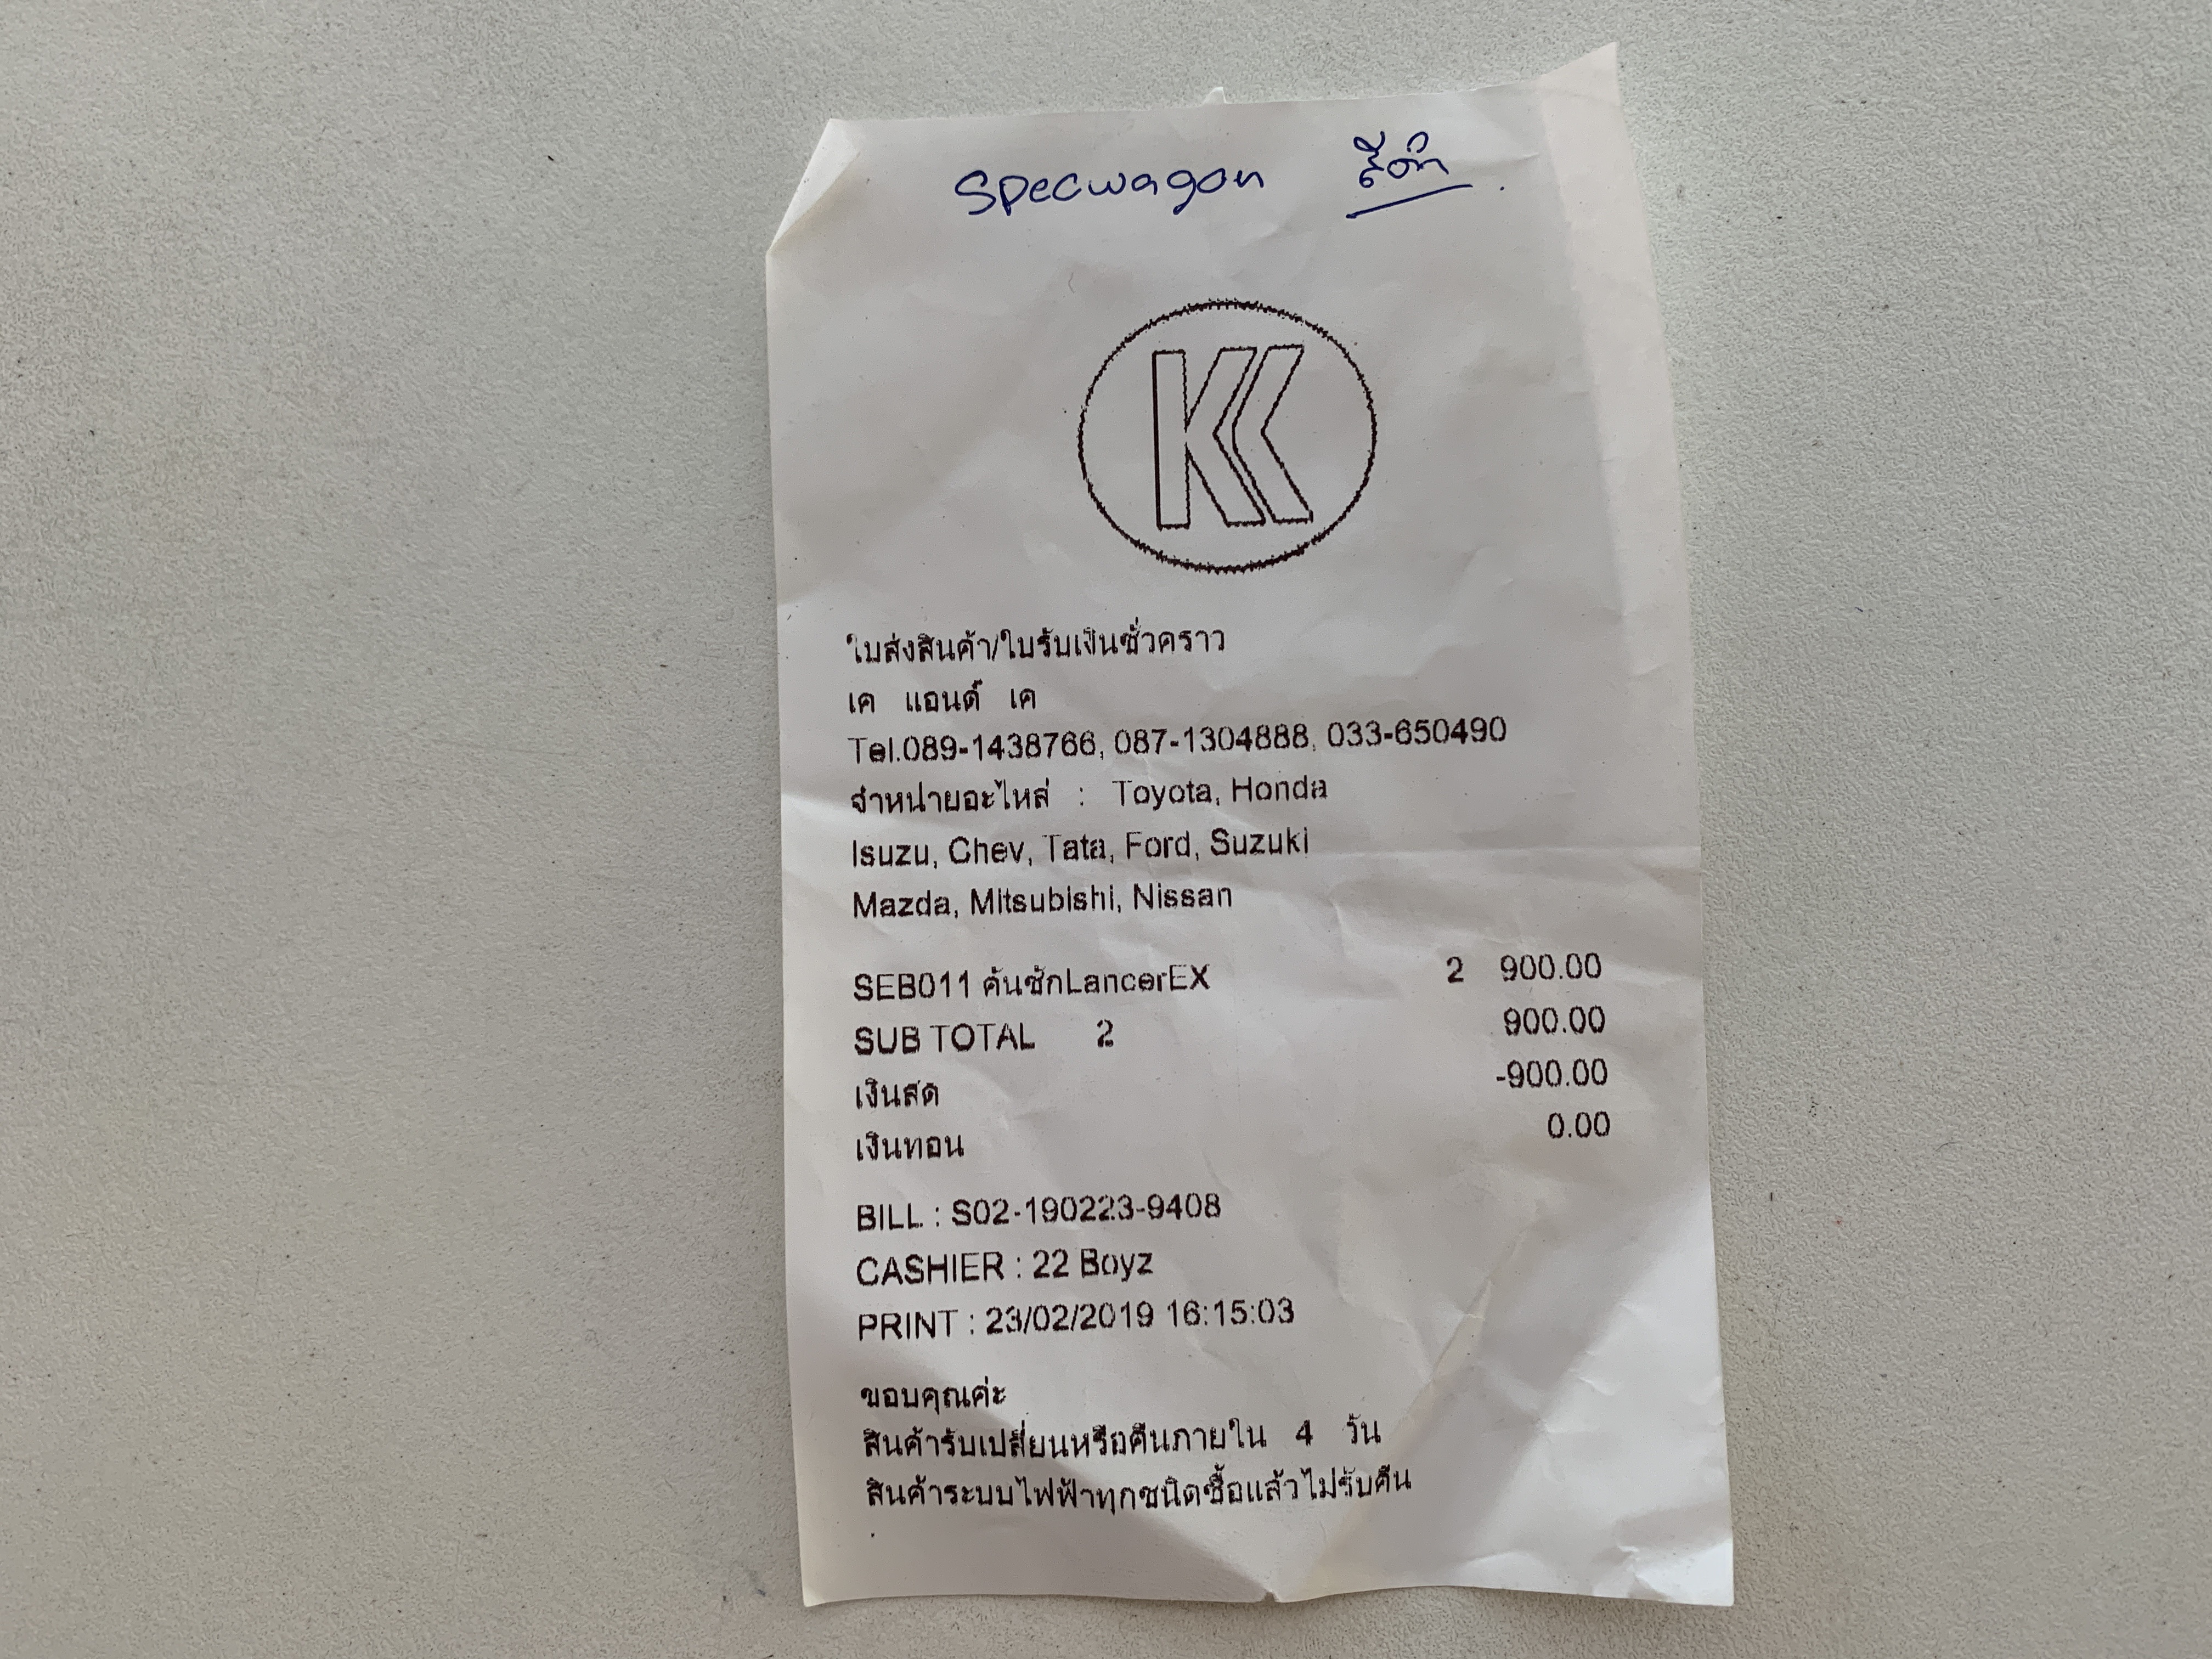 Specwagon สีดำ
KK
ใบส่งสินค้า/ใบรับเงินชั่วคราว
เค แอนด์ เค
Tel.089-1438766, 087-1304888, 033-650490
จำหน่ายอะไหล่ : Toyota, Honda
Isuzu, Chev, Tata, Ford, Suzuki
Mazda, Mitsubishi, Nissan
SEB011 คันชักLancerEX 2 900.00
SUB TOTAL 2 900.00
เงินสด -900.00
เงินทอน 0.00
BILL : S02-190223-9408
CASHIER : 22 Boyz
PRINT : 23/02/2019 16:15:03
ขอบคุณค่ะ
สินค้ารับเปลี่ยนหรือคืนภายใน 4 วัน
สินค้าระบบไฟฟ้าทุกชนิดซื้อแล้วไม่รับคืน